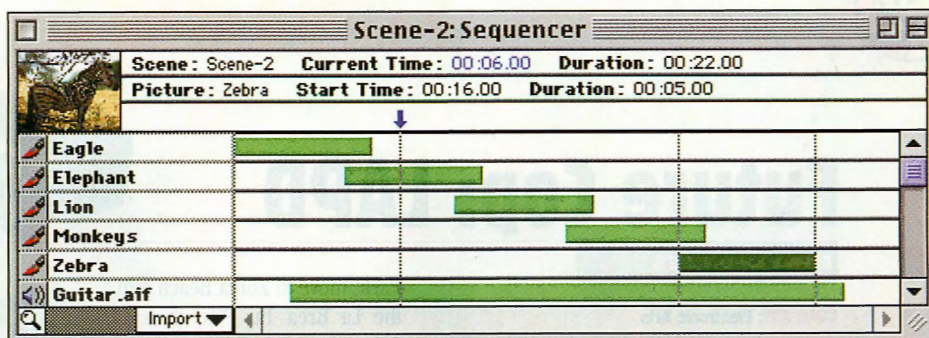 Scene-2: Sequencer
Scene: Scene-2 Current Time: 00:06.00 Duration: 00:22.00
Picture: Zebra Start Time: 00:16.00 Duration: 00:05.00
Eagle
Elephant
Lion
Monkeys
Zebra
Guitar.aif
Import